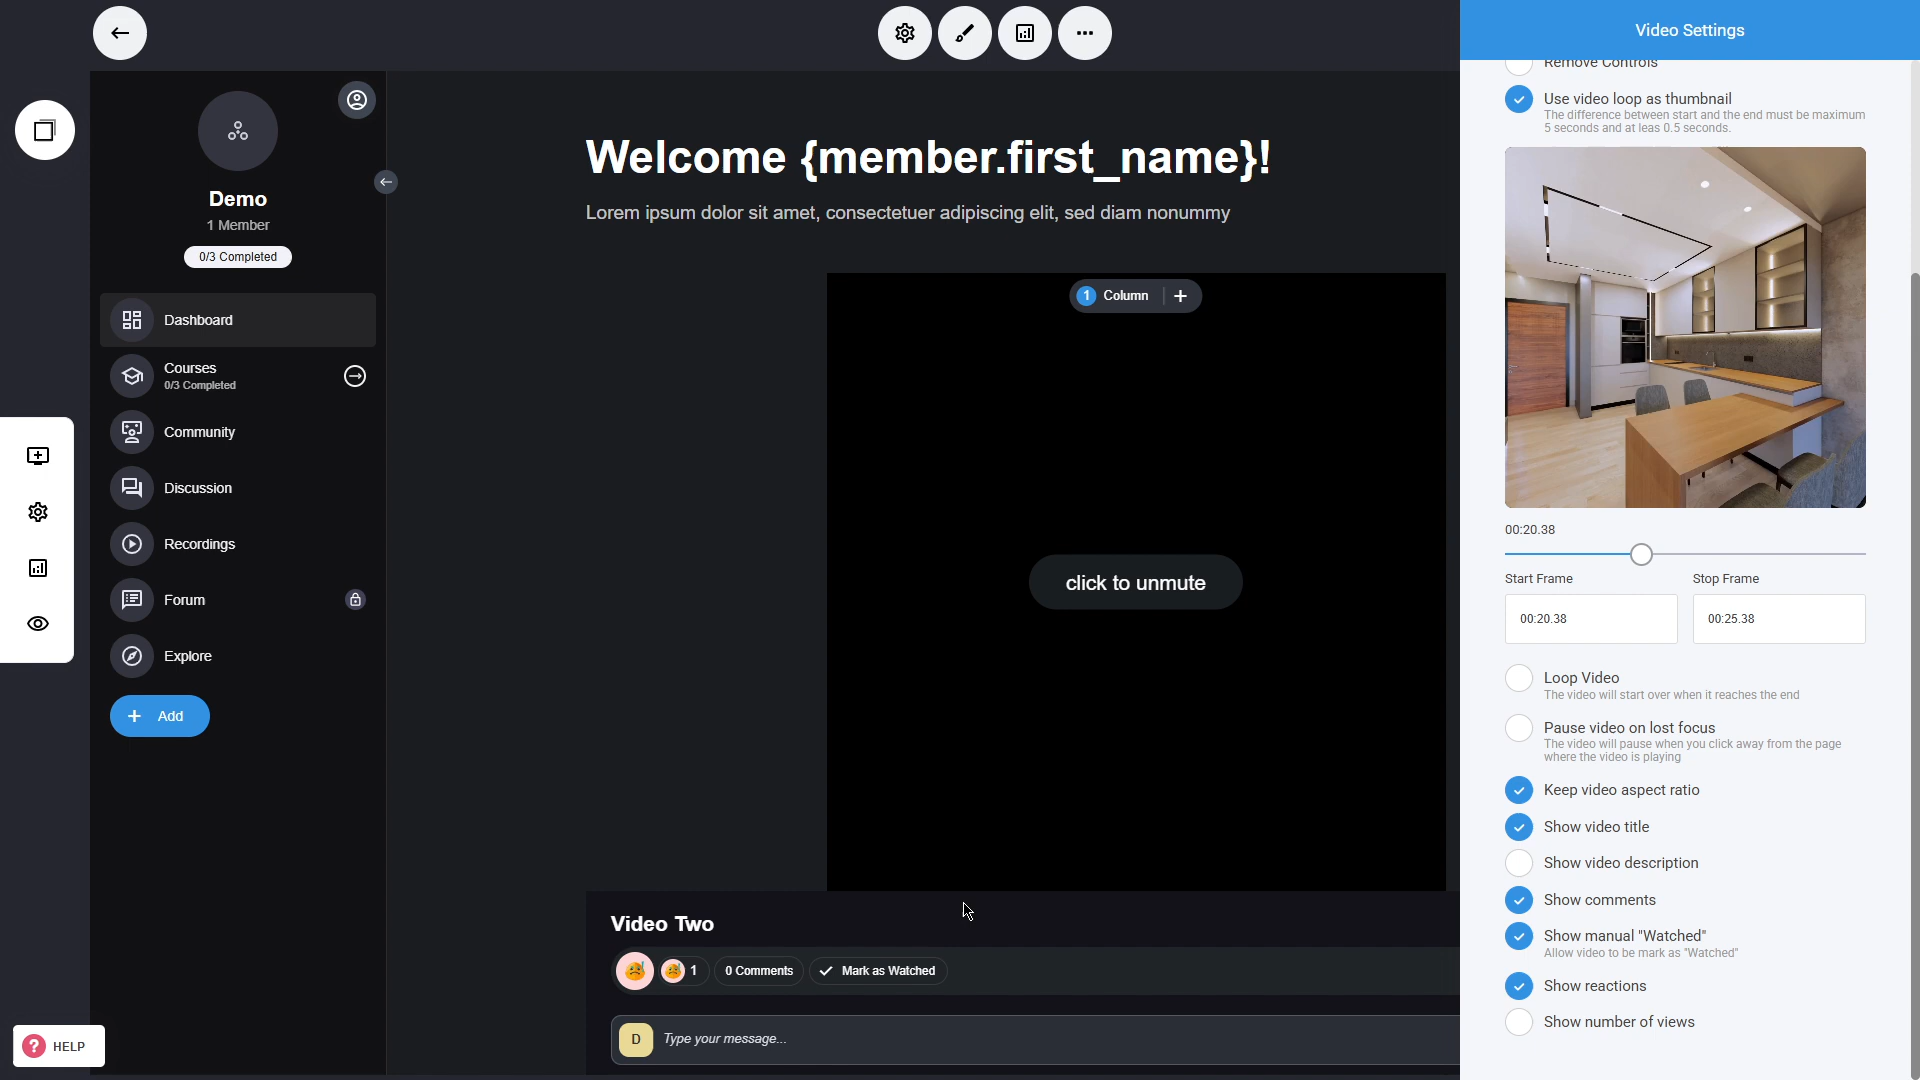 Video Settings
Remove Controls
Use video loop as thumbnail
The difference between start and the end must be maximum
5 seconds and at leas 0.5 seconds.
00:20.38
Start Frame
Stop Frame
00:20.38
00:25.38
Loop Video
The video will start over when it reaches the end
Pause video on lost focus
The video will pause when you click away from the page
where the video is playing
Keep video aspect ratio
Show video title
Show video description
Show comments
Show manual "Watched"
Allow video to be mark as "Watched"
Show reactions
Show number of views
Demo
1 Member
0/3 Completed
Dashboard
Courses
0/3 Completed
Community
Discussion
Recordings
Forum
Explore
+ Add
? HELP
Welcome {member.first_name}!
Lorem ipsum dolor sit amet, consectetuer adipiscing elit, sed diam nonummy
1 Column +
click to unmute
Video Two
1
0 Comments
Mark as Watched
D
Type your message...